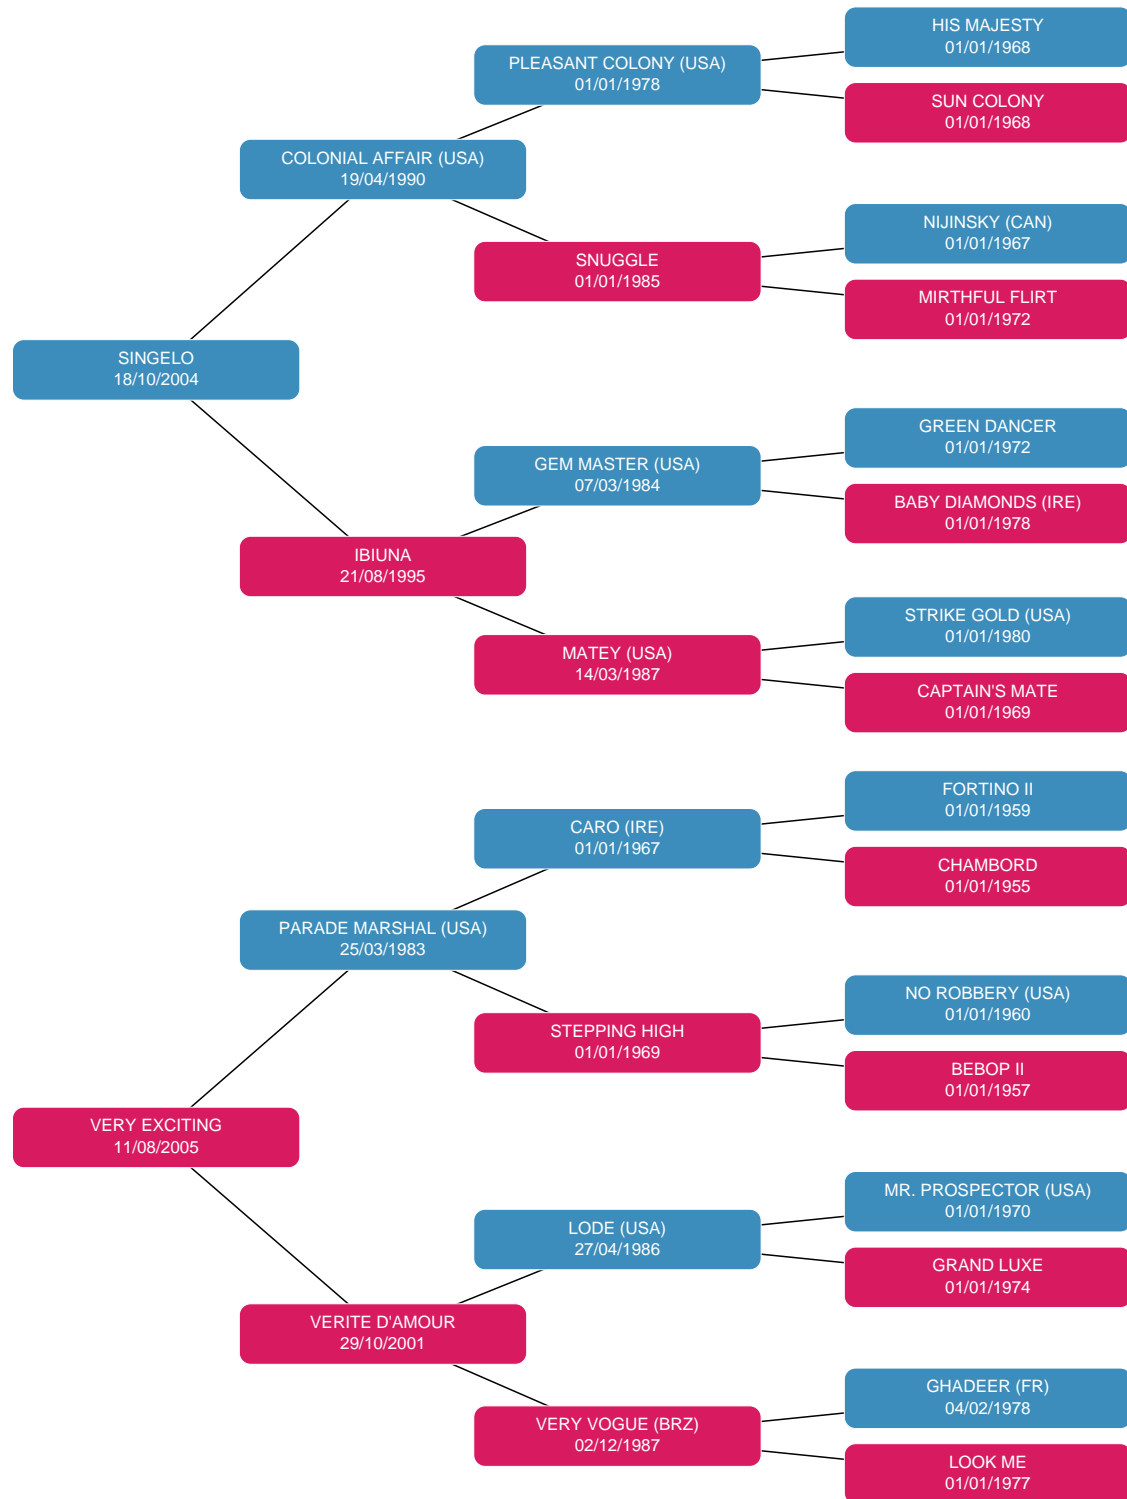 HIS MAJESTY
01/01/1968
PLEASANT COLONY (USA)
01/01/1978
SUN COLONY
01/01/1968
COLONIAL AFFAIR (USA)
19/04/1990
NIJINSKY (CAN)
01/01/1967
SNUGGLE
01/01/1985
MIRTHFUL FLIRT
01/01/1972
SINGELO
18/10/2004
GREEN DANCER
01/01/1972
GEM MASTER (USA)
07/03/1984
BABY DIAMONDS (IRE)
01/01/1978
IBIUNA
21/08/1995
STRIKE GOLD (USA)
01/01/1980
MATEY (USA)
14/03/1987
CAPTAIN'S MATE
01/01/1969
FORTINO II
01/01/1959
CARO (IRE)
01/01/1967
CHAMBORD
01/01/1955
PARADE MARSHAL (USA)
25/03/1983
NO ROBBERY (USA)
01/01/1960
STEPPING HIGH
01/01/1969
BEBOP II
01/01/1957
VERY EXCITING
11/08/2005
MR. PROSPECTOR (USA)
01/01/1970
LODE (USA)
27/04/1986
GRAND LUXE
01/01/1974
VERITE D'AMOUR
29/10/2001
GHADEER (FR)
04/02/1978
VERY VOGUE (BRZ)
02/12/1987
LOOK ME
01/01/1977